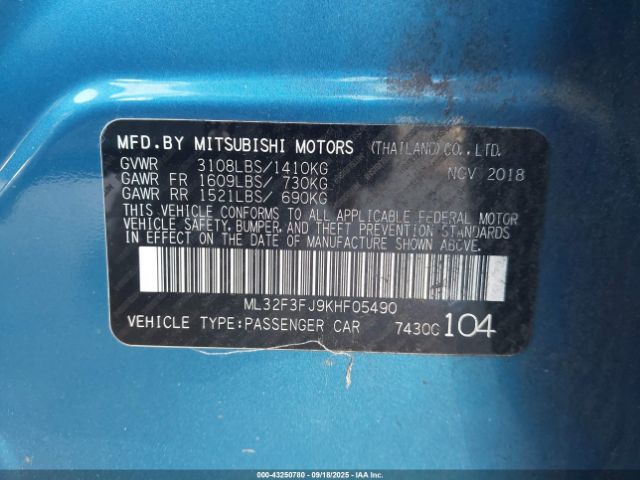 MFD.BY MITSUBISHI MOTORS (THAILAND)CO.,LTD.
GVWR 3108LBS/1410KG NOV 2018
GAWR FR 1609LBS/ 730KG
GAWR RR 1521LBS/ 690KG
THIS VEHICLE CONFORMS TO ALL APPLICABLE FEDERAL MOTOR
VEHICLE SAFETY, BUMPER, AND THEFT PREVENTION STANDARDS
IN EFFECT ON THE DATE OF MANUFACTURE SHOWN ABOVE.
ML32F3FJ9KHF05490
VEHICLE TYPE:PASSENGER CAR 7430C 104
000-43250780 - 09/18/2025 - IAAI.com